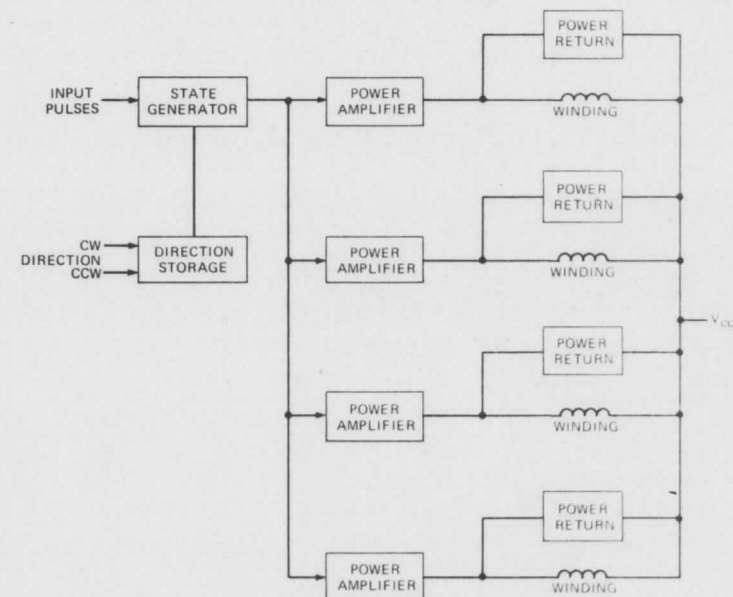 POWER
RETURN
INPUT
PULSES
STATE
GENERATOR
POWER
AMPLIFIER
WINDING
POWER
RETURN
CW
DIRECTION
CCW
DIRECTION
STORAGE
POWER
AMPLIFIER
WINDING
VCC
POWER
RETURN
POWER
AMPLIFIER
WINDING
POWER
RETURN
POWER
AMPLIFIER
WINDING